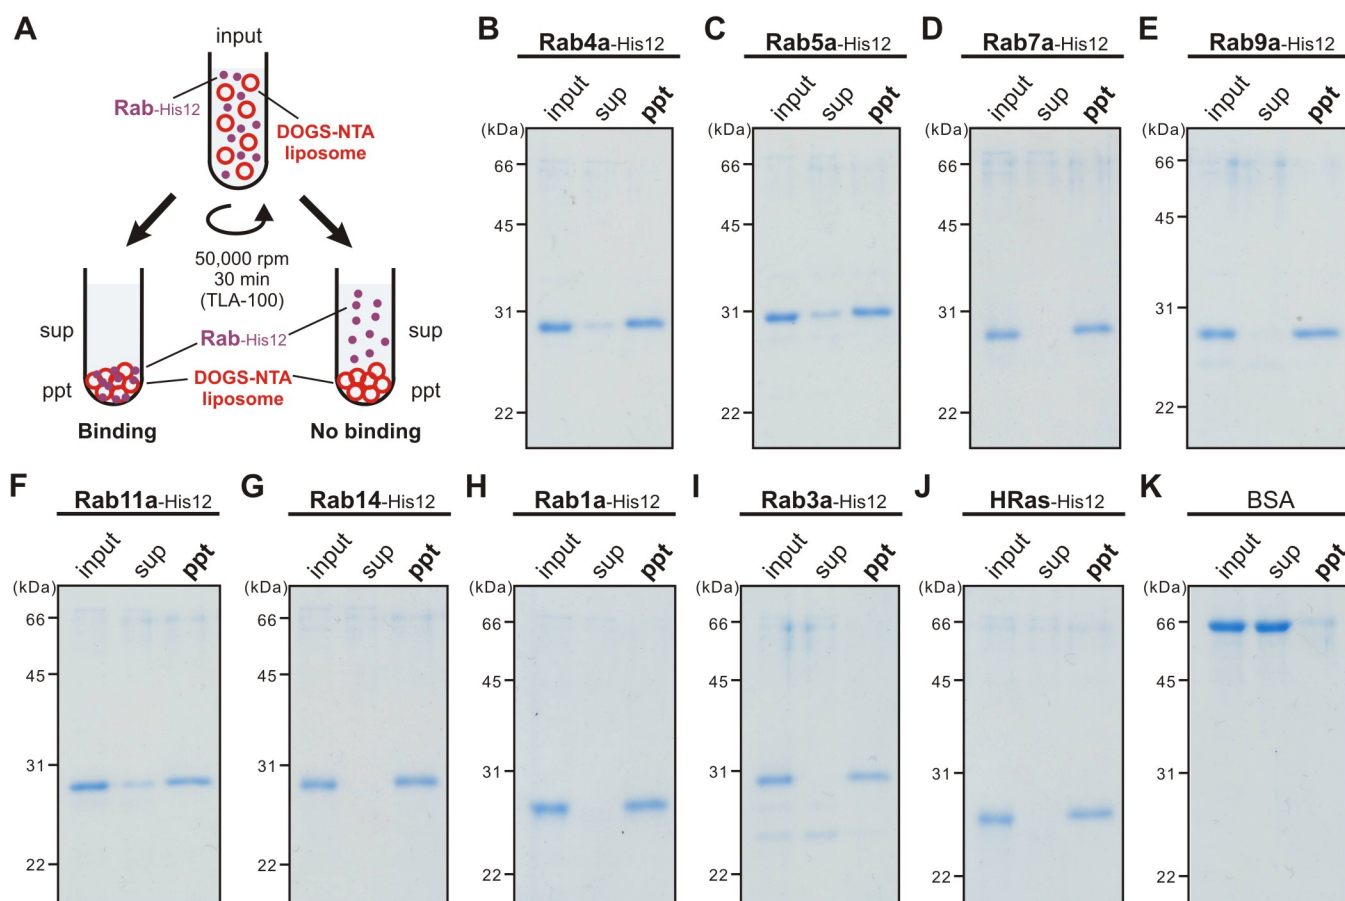 A
input
Rab-His12
DOGS-NTA
liposome
50,000 rpm
30 min
(TLA-100)
sup
Rab-His12
sup
ppt
DOGS-NTA
liposome
ppt
Binding
No binding
B
Rab4a-His12
input
sup
ppt
(kDa)
66
45
31
22
C
Rab5a-His12
input
sup
ppt
(kDa)
66
45
31
22
D
Rab7a-His12
input
sup
ppt
(kDa)
66
45
31
22
E
Rab9a-His12
input
sup
ppt
(kDa)
66
45
31
22
F
Rab11a-His12
input
sup
ppt
(kDa)
66
45
31
22
G
Rab14-His12
input
sup
ppt
(kDa)
66
45
31
22
H
Rab1a-His12
input
sup
ppt
(kDa)
66
45
31
22
I
Rab3a-His12
input
sup
ppt
(kDa)
66
45
31
22
J
HRas-His12
input
sup
ppt
(kDa)
66
45
31
22
K
BSA
input
sup
ppt
(kDa)
66
45
31
22